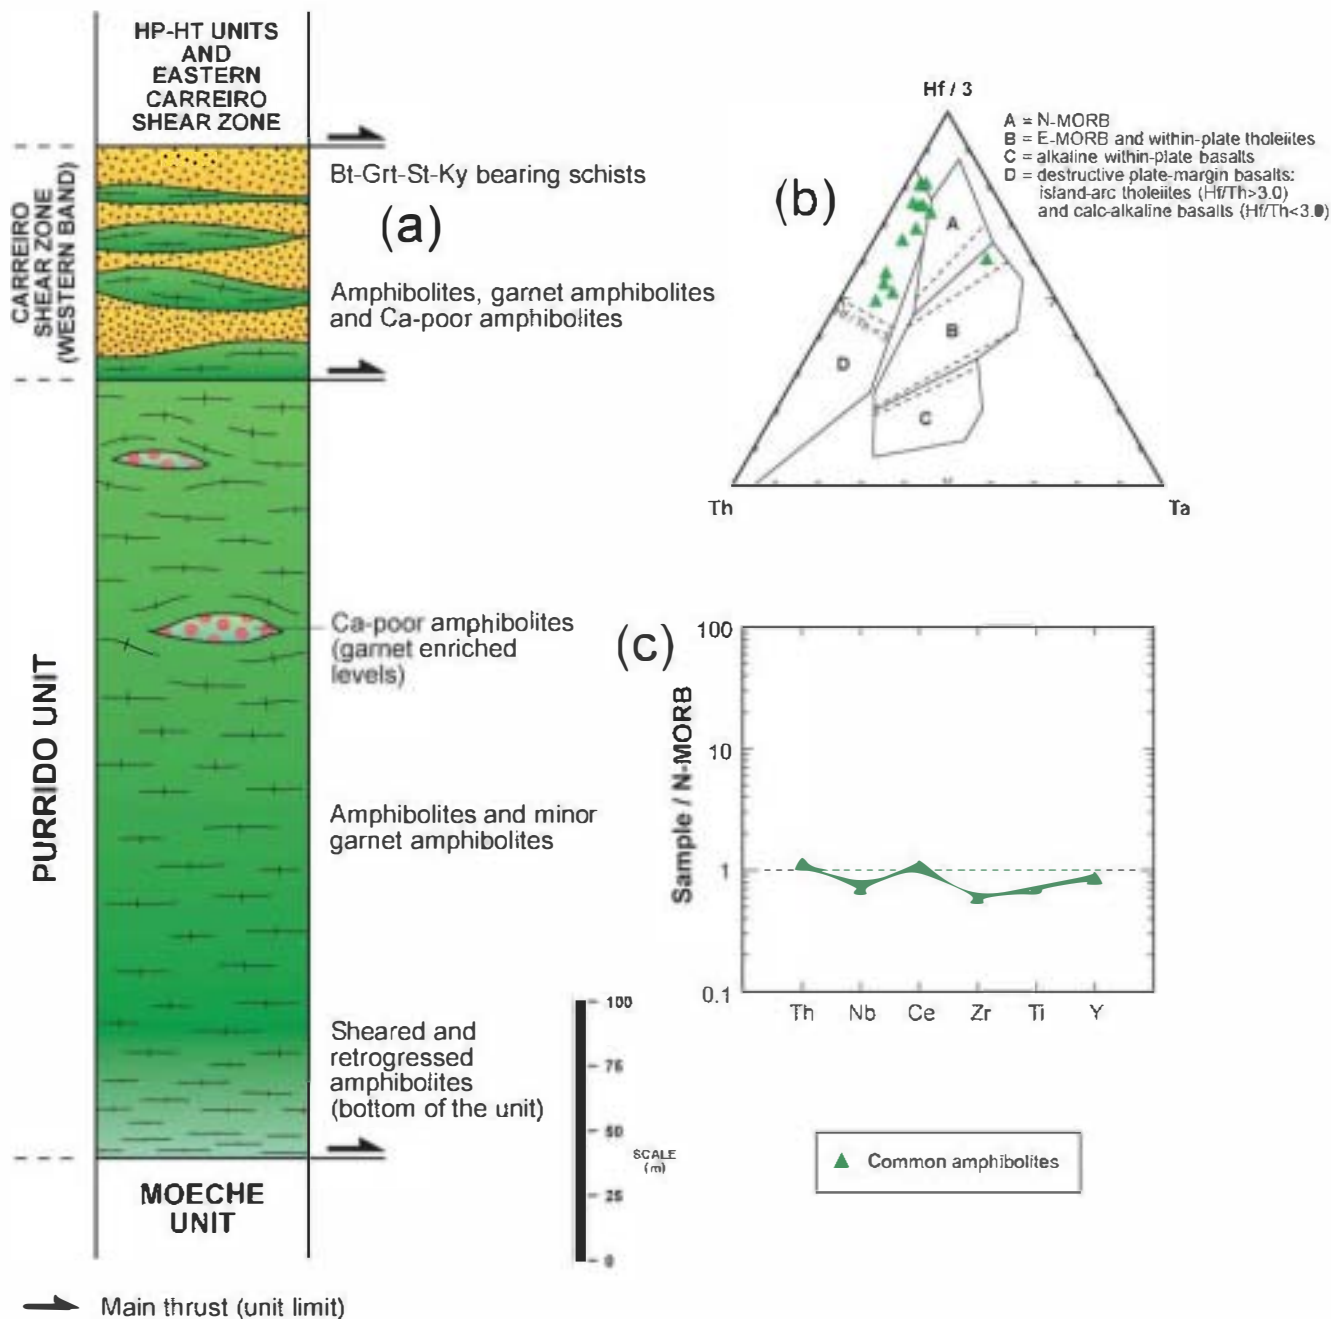 HP-HT UNITS
AND
EASTERN
CARREIRO
SHEAR ZONE
CARREIRO
SHEAR ZONE
(WESTERN BAND)
Bt-Grt-St-Ky bearing schists
(a)
Amphibolites, garnet amphibolites
and Ca-poor amphibolites
PURRIDO UNIT
Ca-poor amphibolites
(garnet enriched
levels)
Amphibolites and minor
garnet amphibolites
Sheared and
retrogressed
amphibolites
(bottom of the unit)
MOECHE
UNIT
Main thrust (unit limit)
100
75
50
25
0
SCALE
(m)
(b)
Hf / 3
A = N-MORB
B = E-MORB and within-plate tholeiites
C = alkaline within-plate basalts
D = destructive plate-margin basalts:
island-arc tholeiites (Hf/Th>3.0)
and calc-alkaline basalts (Hf/Th<3.0)
A
B
D
C
Th
Ta
(c)
Sample / N-MORB
100
10
1
0.1
Th Nb Ce Zr Ti Y
Common amphibolites